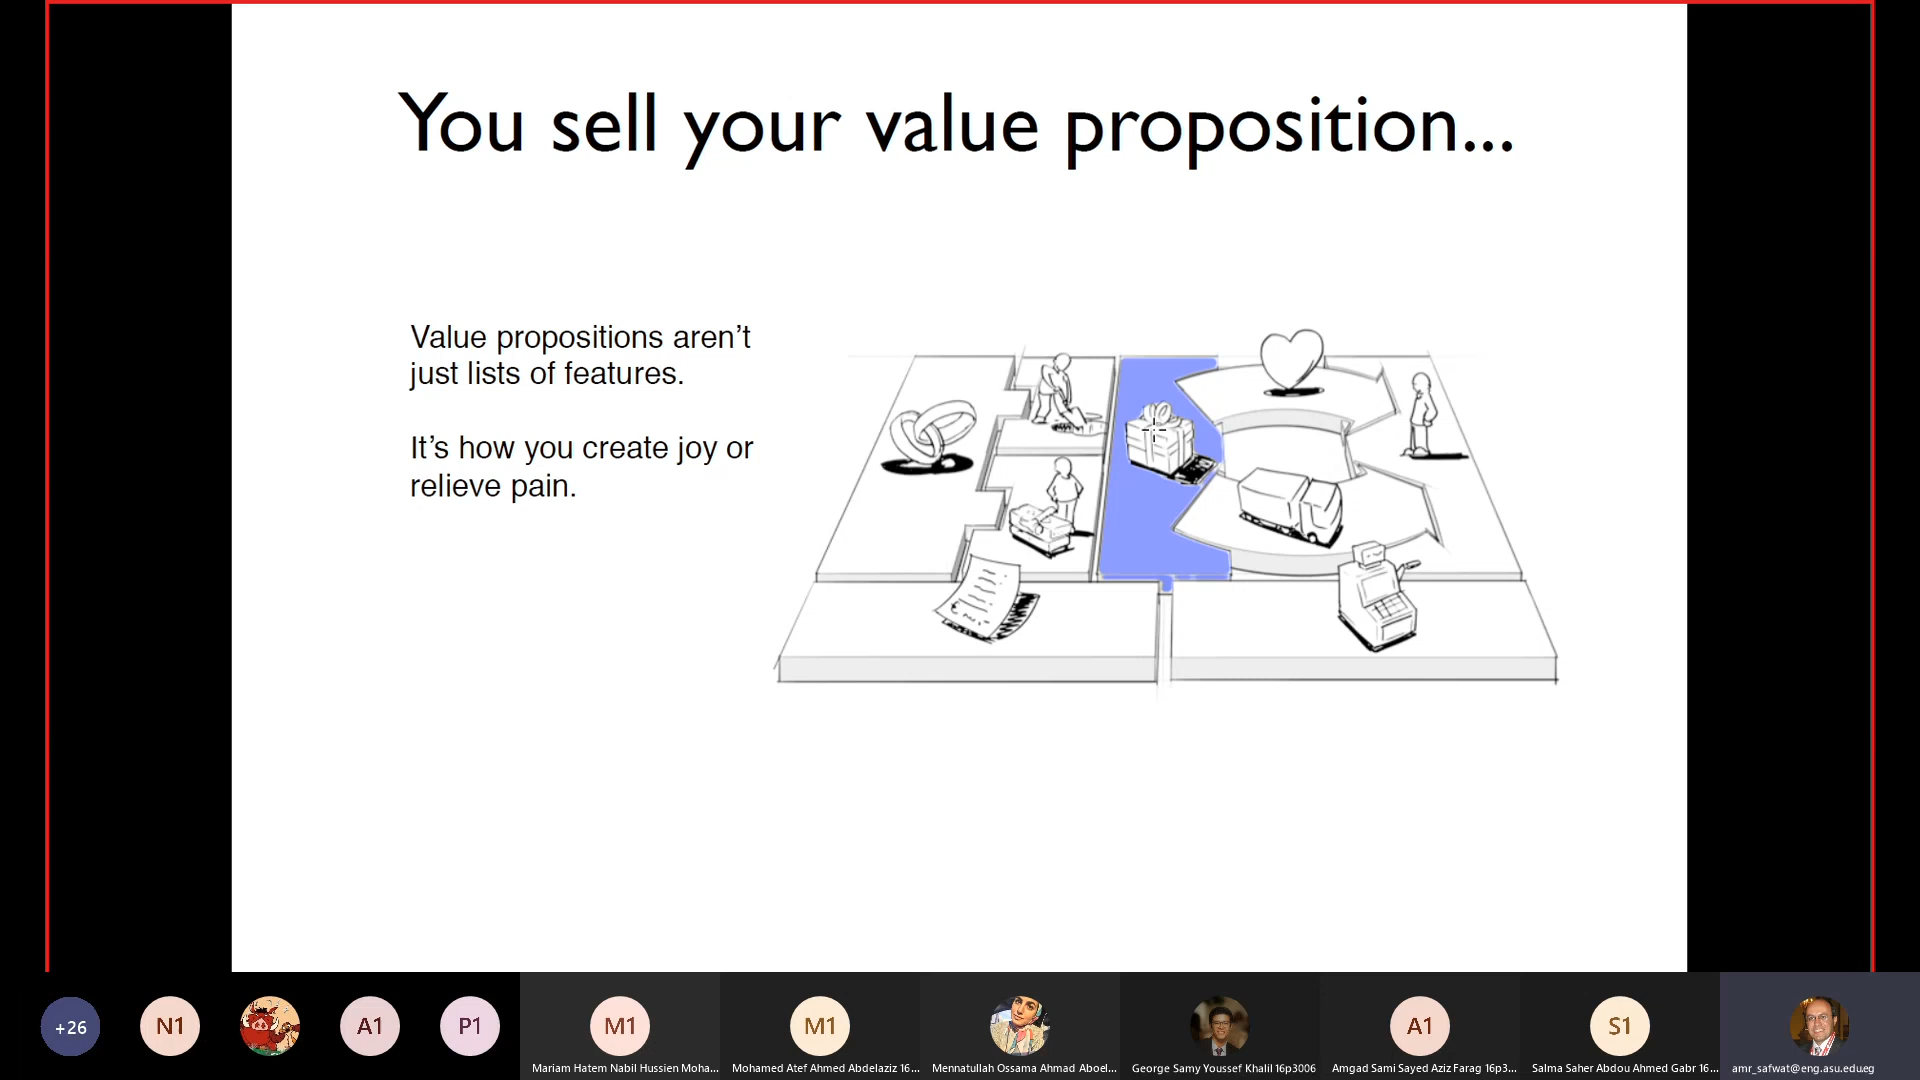 You sell your value proposition...
Value propositions aren't
just lists of features.
It's how you create joy or
relieve pain.
+26
N1
A1
P1
M1
M1
A1
S1
Mariam Hatem Nabil Hussien Moha...
Mohamed Atef Ahmed Abdelaziz 16...
Mennatullah Ossama Ahmad Aboel...
George Samy Youssef Khalil 16p3006
Amgad Sami Sayed Aziz Farag 16p3...
Salma Saher Abdou Ahmed Gabr 16...
amr_safwat@eng.asu.edu.eg